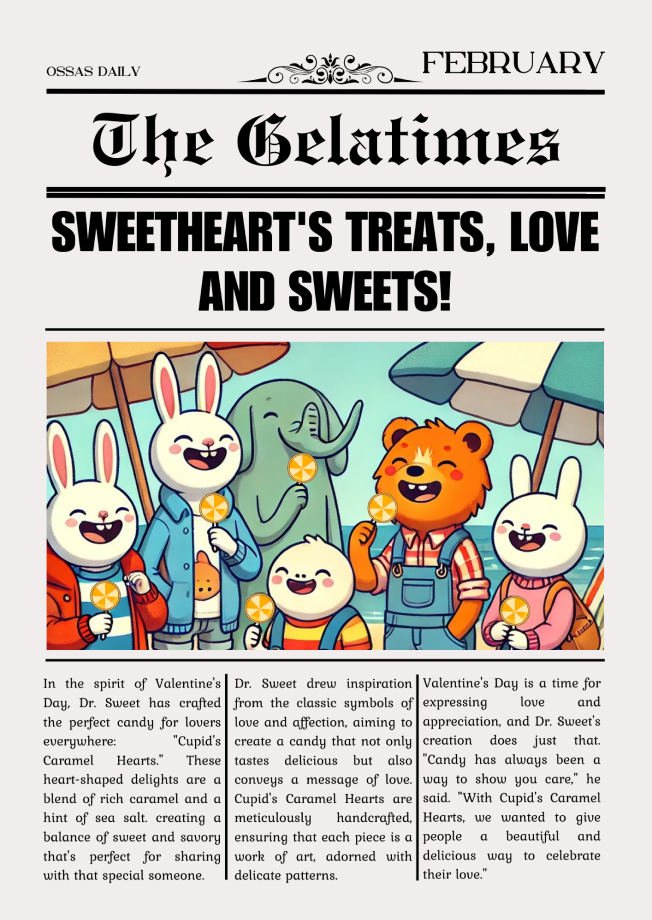 OSSAS DAILY
FEBRUARY
The Gelatimes
SWEETHEART'S TREATS, LOVE
AND SWEETS!
In the spirit of Valentine's
Day, Dr. Sweet has crafted
the perfect candy for lovers
everywhere: "Cupid's
Caramel Hearts." These
heart-shaped delights are a
blend of rich caramel and a
hint of sea salt. creating a
balance of sweet and savory
that's perfect for sharing
with that special someone.
Dr. Sweet drew inspiration
from the classic symbols of
love and affection, aiming to
create a candy that not only
tastes delicious but also
conveys a message of love.
Cupid's Caramel Hearts are
meticulously handcrafted,
ensuring that each piece is a
work of art, adorned with
delicate patterns.
Valentine's Day is a time for
expressing love and
appreciation, and Dr. Sweet's
creation does just that.
"Candy has always been a
way to show you care," he
said. "With Cupid's Caramel
Hearts, we wanted to give
people a beautiful and
delicious way to celebrate
their love."